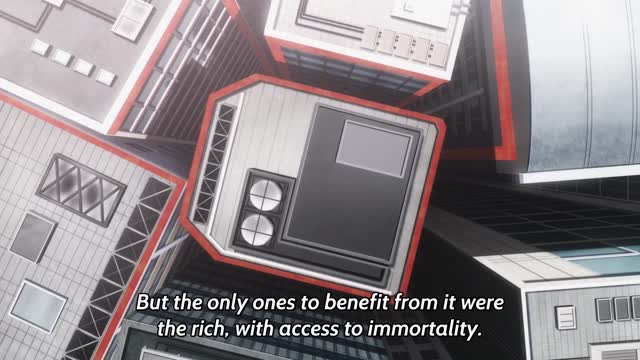 But the only ones to benefit from it were
the rich, with access to immortality.